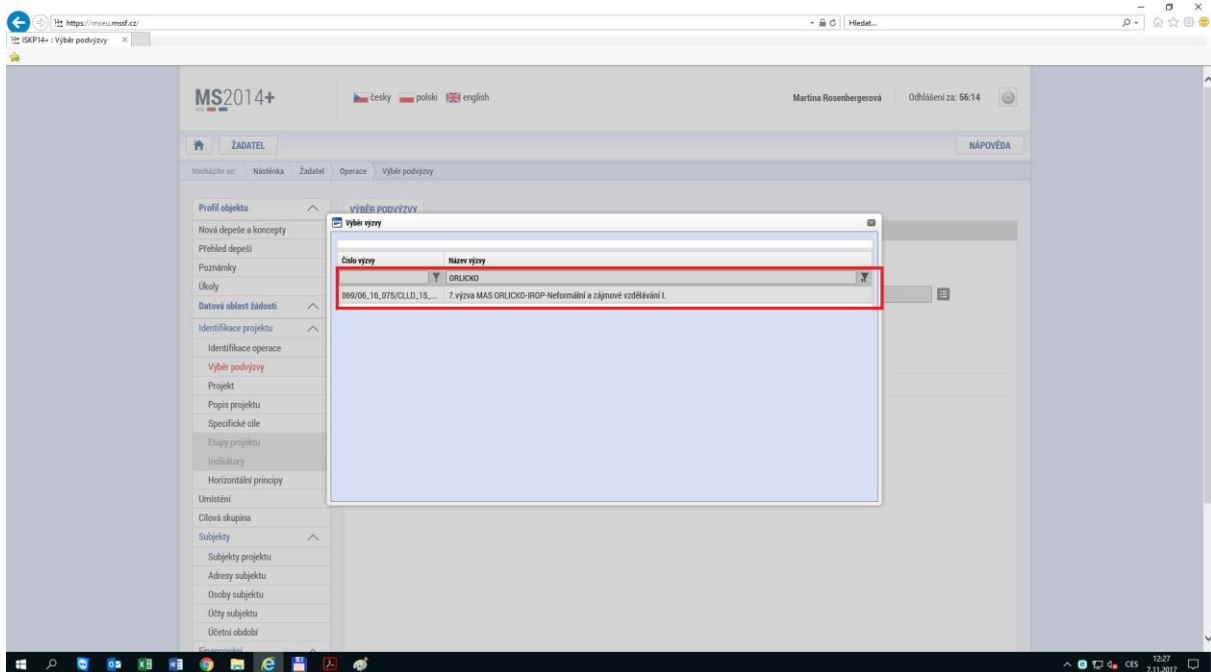 https://mseu.mssf.cz/
Hledat...
ISKP14+ : Výběr podvýzvy
MS2014+
česky polski english
Martina Rosenbergerová Odhlášení za: 56:14
ŽADATEL
NÁPOVĚDA
Nacházíte se: Nástěnka Žadatel Operace Výběr podvýzvy
Profil objektu
VÝBĚR PODVÝZVY
Nová depeše a koncepty
Přehled depeší
Poznámky
Úkoly
Datová oblast žádosti
Identifikace projektu
Identifikace operace
Výběr podvýzvy
Projekt
Popis projektu
Specifické cíle
Etapy projektu
Indikátory
Horizontální principy
Umístění
Cílová skupina
Subjekty
Subjekty projektu
Adresy subjektu
Osoby subjektu
Účty subjektu
Účetní období
Financování
Výběr výzvy
Číslo výzvy Název výzvy
ORLICKO
069/06_16_075/CLLD_15_... 7.výzva MAS ORLICKO-IROP-Neformální a zájmové vzdělávání I.
CES
12:27
7.11.2017